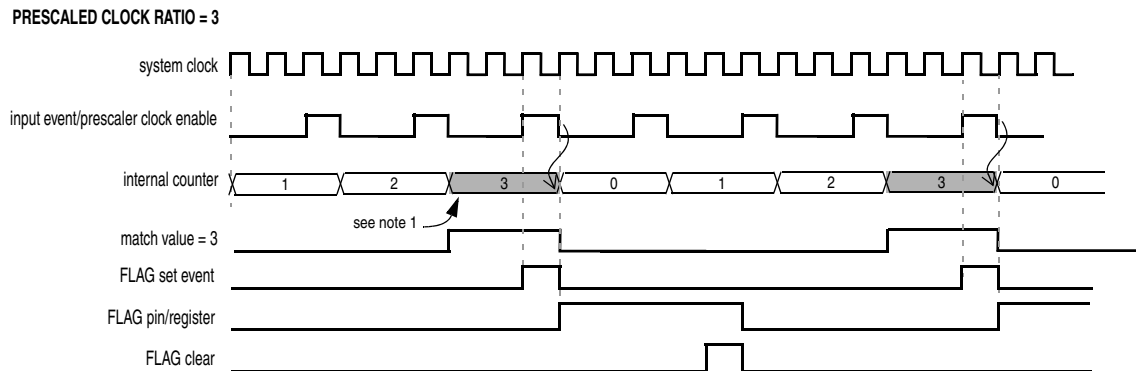 PRESCALED CLOCK RATIO = 3
system clock
input event/prescaler clock enable
internal counter
1 2 3 0 1 2 3 0
see note 1
match value = 3
FLAG set event
FLAG pin/register
FLAG clear